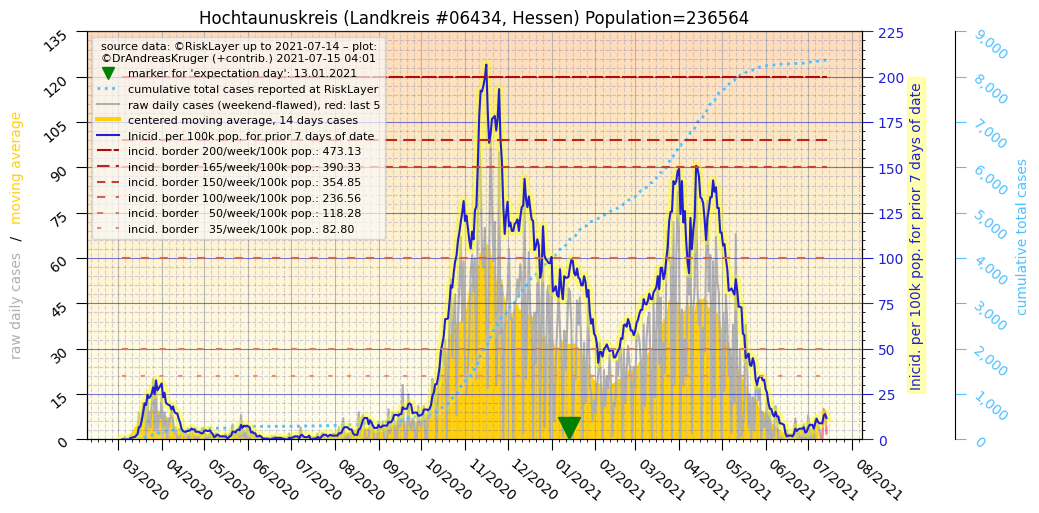 Hochtaunuskreis (Landkreis #06434, Hessen) Population=236564
source data: ©RiskLayer up to 2021-07-14 – plot:
©DrAndreasKruger (+contrib.) 2021-07-15 04:01
marker for 'expectation day': 13.01.2021
cumulative total cases reported at RiskLayer
raw daily cases (weekend-flawed), red: last 5
centered moving average, 14 days cases
Inicid. per 100k pop. for prior 7 days of date
incid. border 200/week/100k pop.: 473.13
incid. border 165/week/100k pop.: 390.33
incid. border 150/week/100k pop.: 354.85
incid. border 100/week/100k pop.: 236.56
incid. border 50/week/100k pop.: 118.28
incid. border 35/week/100k pop.: 82.80
raw daily cases / moving average
135
120
105
90
75
60
45
30
15
0
03/2020
04/2020
05/2020
06/2020
07/2020
08/2020
09/2020
10/2020
11/2020
12/2020
01/2021
02/2021
03/2021
04/2021
05/2021
06/2021
07/2021
08/2021
225
200
175
150
125
100
75
50
25
0
Inicid. per 100k pop. for prior 7 days of date
9,000
8,000
7,000
6,000
5,000
4,000
3,000
2,000
1,000
0
cumulative total cases